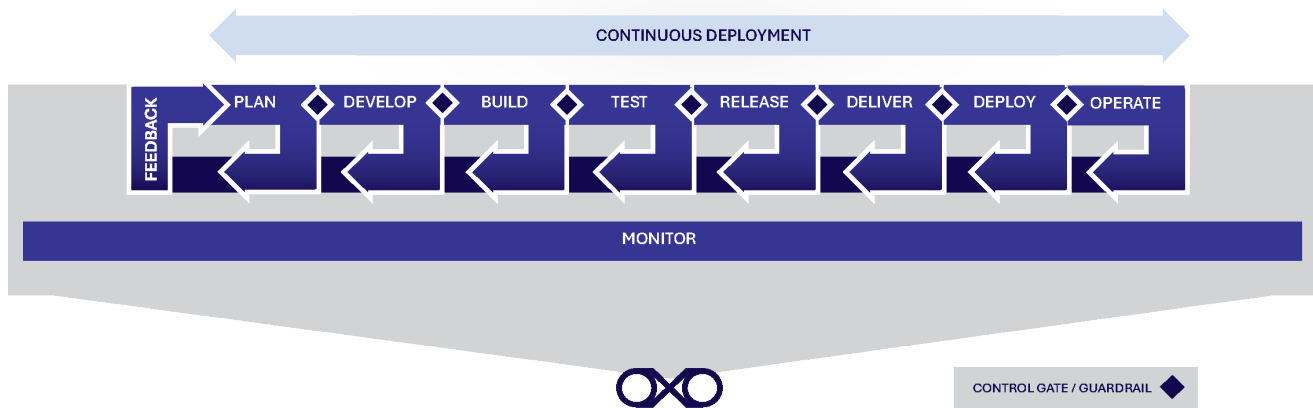 CONTINUOUS DEPLOYMENT
FEEDBACK
PLAN
DEVELOP
BUILD
TEST
RELEASE
DELIVER
DEPLOY
OPERATE
MONITOR
CONTROL GATE / GUARDRAIL